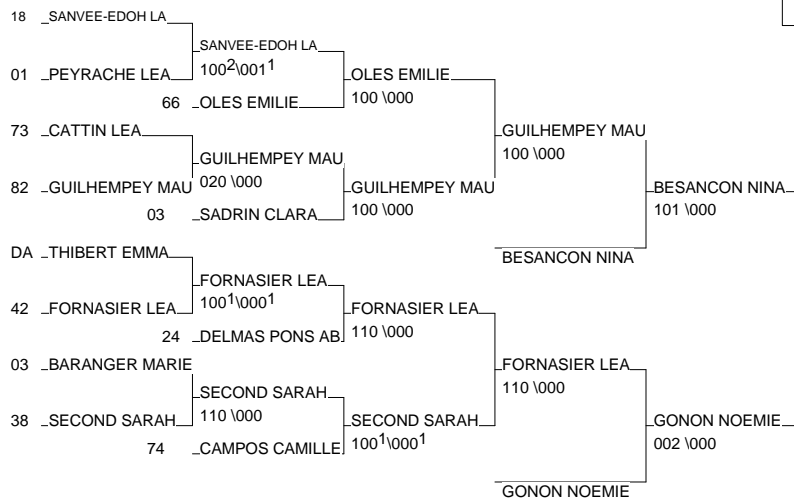 18 SANVEE-EDOH LA
SANVEE-EDOH LA
100²\001¹
01 PEYRACHE LEA
OLES EMILIE
100 \000
66 OLES EMILIE
73 CATTIN LEA
GUILHEMPEY MAU
100 \000
GUILHEMPEY MAU
020 \000
82 GUILHEMPEY MAU
GUILHEMPEY MAU
100 \000
BESANCON NINA
101 \000
03 SADRIN CLARA
DA THIBERT EMMA
BESANCON NINA
FORNASIER LEA
100¹\000¹
42 FORNASIER LEA
FORNASIER LEA
110 \000
24 DELMAS PONS AB
03 BARANGER MARIE
FORNASIER LEA
110 \000
SECOND SARAH
110 \000
38 SECOND SARAH
SECOND SARAH
100¹\000¹
GONON NOEMIE
002 \000
74 CAMPOS CAMILLE
GONON NOEMIE